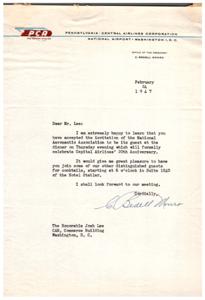 PCA
PENNSYLVANIA-CENTRAL AIRLINES CORPORATION
NATIONAL AIRPORT - WASHINGTON 1, D. C.
OFFICE OF THE PRESIDENT
C. BEDELL MONRO
February
24
1947
Dear Mr. Lee:
I am extremely happy to learn that you
have accepted the invitation of the National
Aeronautic Association to be its guest at the
dinner on Thursday evening which will formally
celebrate Capital Airlines' 20th Anniversary.
It would give me great pleasure to have
you join some of our other distinguished guests
for cocktails, starting at 6 o'clock in Suite
of the Hotel Statler.
I shall look forward to our meeting.
Cordially,
C. Bedell Monro
The Honorable Josh Lee
CAB, Commerce Building
Washington, D. C.